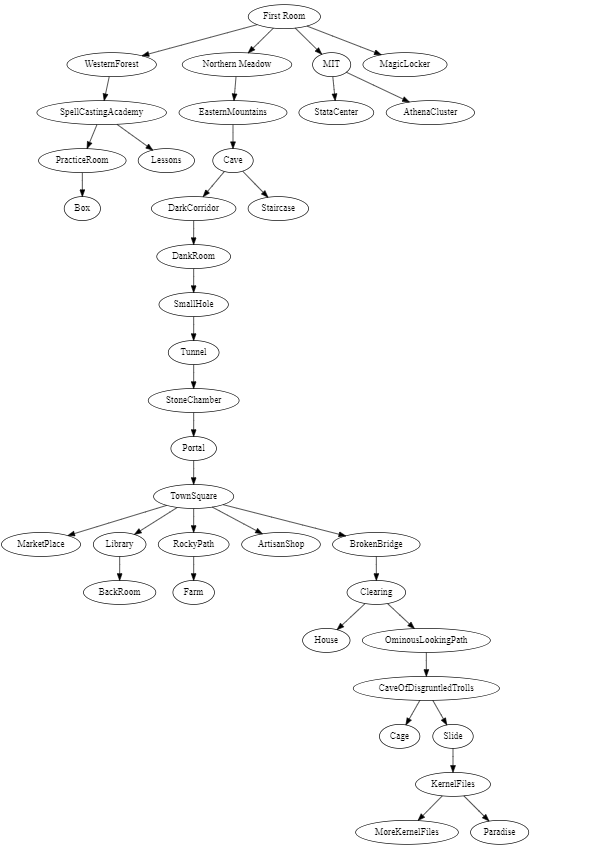 First Room
WesternForest
Northern Meadow
MIT
MagicLocker
SpellCastingAcademy
EasternMountains
StataCenter
AthenaCluster
PracticeRoom
Lessons
Cave
Box
DarkCorridor
Staircase
DankRoom
SmallHole
Tunnel
StoneChamber
Portal
TownSquare
MarketPlace
Library
RockyPath
ArtisanShop
BrokenBridge
BackRoom
Farm
Clearing
House
OminousLookingPath
CaveOfDisgruntledTrolls
Cage
Slide
KernelFiles
MoreKernelFiles
Paradise